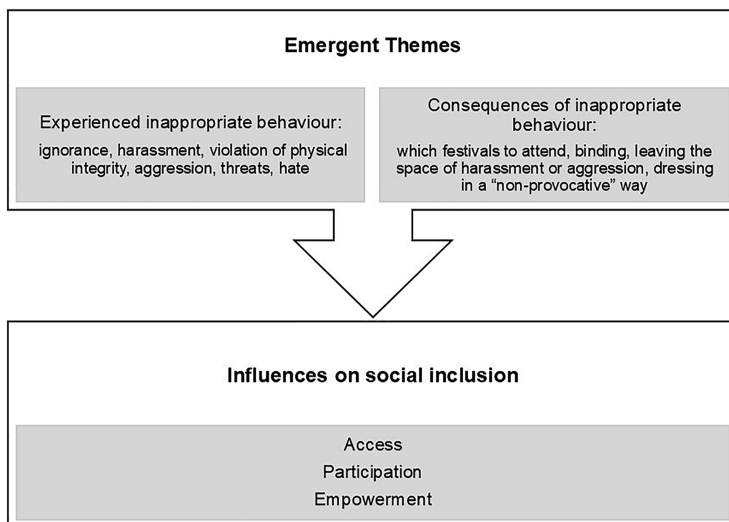 Emergent Themes
Experienced inappropriate behaviour:
ignorance, harassment, violation of physical
integrity, aggression, threats, hate
Consequences of inappropriate
behaviour:
which festivals to attend, binding, leaving the
space of harassment or aggression, dressing
in a “non-provocative” way
Influences on social inclusion
Access
Participation
Empowerment